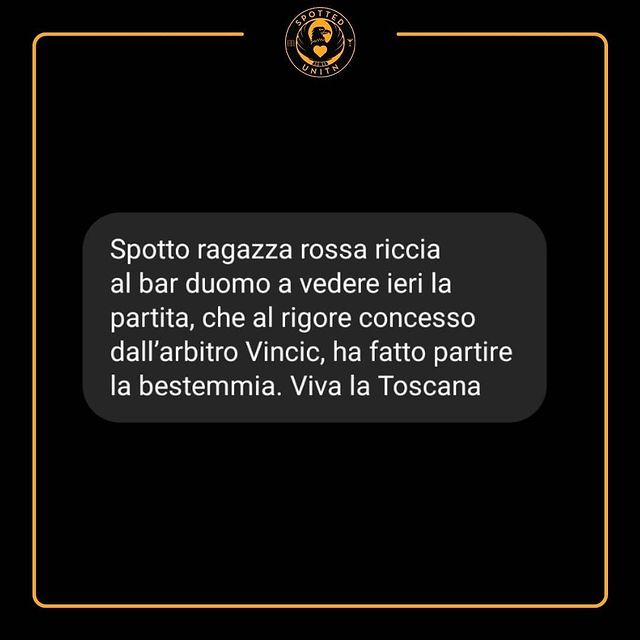 SPOTTED
UNITN
Spotto ragazza rossa riccia
al bar duomo a vedere ieri la
partita, che al rigore concesso
dall'arbitro Vincic, ha fatto partire
la bestemmia. Viva la Toscana